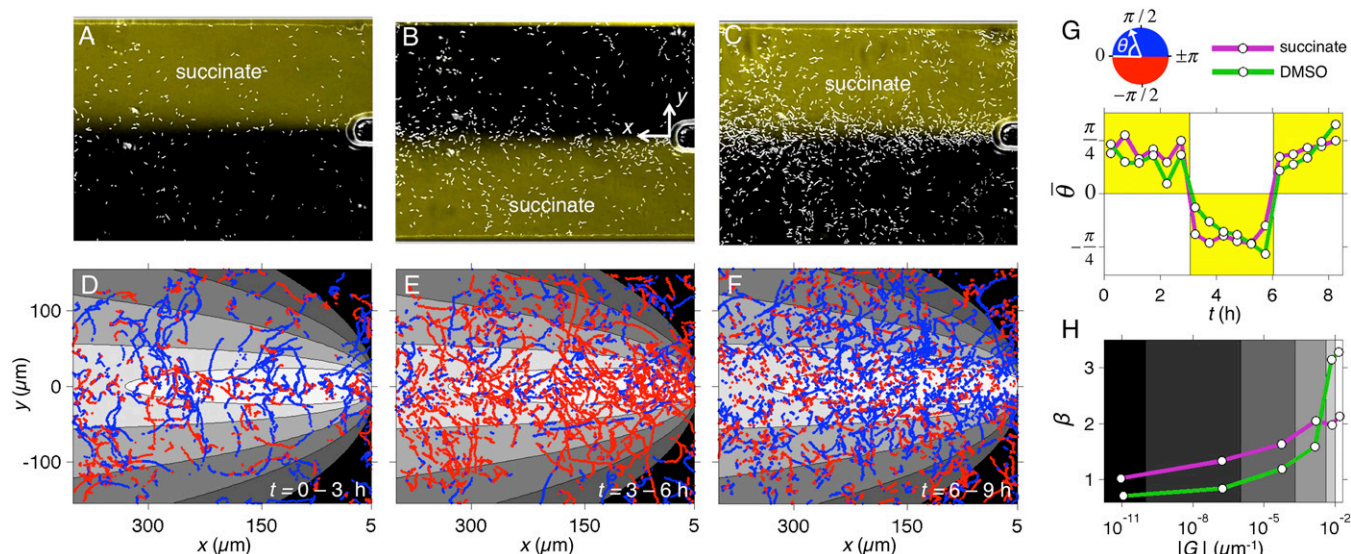 A
succinate
B
y
x
succinate
C
succinate
D
t = 0 – 3 h
E
t = 3 – 6 h
F
t = 6 – 9 h
100
0
-100
y (µm)
300 150 5
x (µm)
300 150 5
x (µm)
300 150 5
x (µm)
G
π / 2
θ
0
±π
−π / 2
succinate
DMSO
π/4
0
−π/4
θ̅
0 2 4 6 8
t (h)
H
3
2
1
β
10⁻¹¹ 10⁻⁸ 10⁻⁵ 10⁻²
|G| (µm⁻¹)